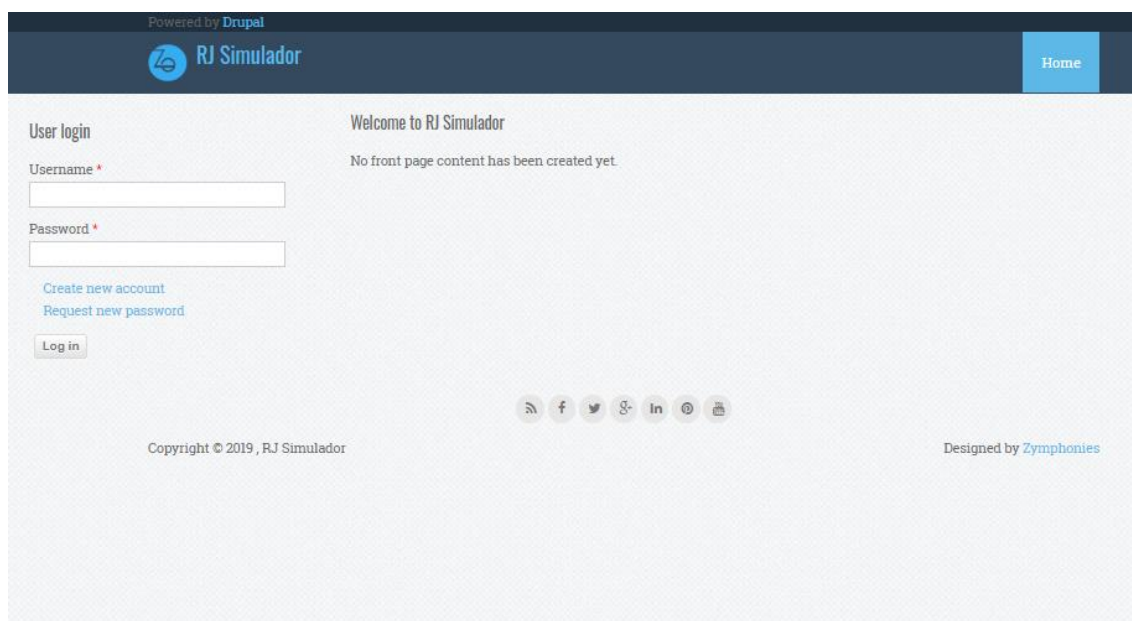 Powered by Drupal
RJ Simulador
Home
User login
Username *
Password *
Create new account
Request new password
Log in
Welcome to RJ Simulador
No front page content has been created yet.
Copyright © 2019 , RJ Simulador
Designed by Zymphonies